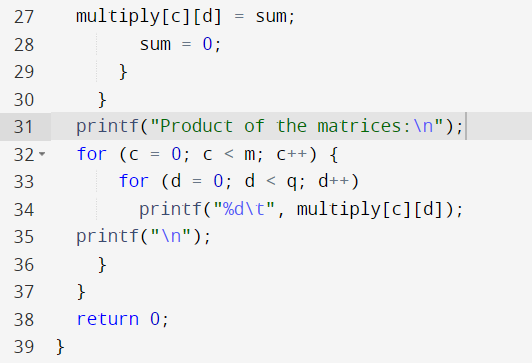 27 multiply[c][d] = sum;
28 sum = 0;
29 }
30 }
31 printf("Product of the matrices:\n");
32 for (c = 0; c < m; c++) {
33 for (d = 0; d < q; d++)
34 printf("%d\t", multiply[c][d]);
35 printf("\n");
36 }
37 }
38 return 0;
39 }